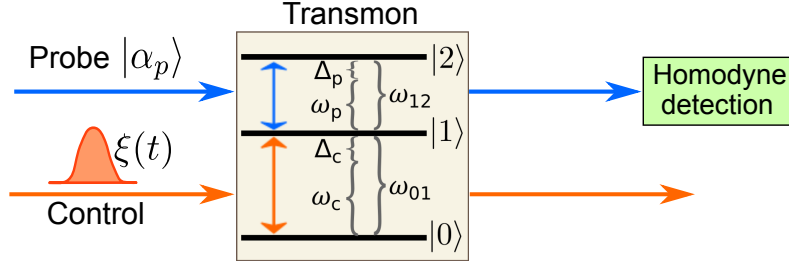 Transmon
Probe |α_p⟩
|2⟩
Δ_p
ω_p
ω_12
Homodyne
detection
ξ(t)
|1⟩
Δ_c
ω_c
ω_01
Control
|0⟩